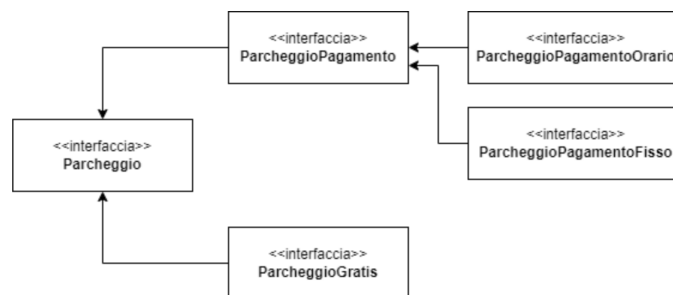 <<interfaccia>>
ParcheggioPagamento
<<interfaccia>>
ParcheggioPagamentoOrario
<<interfaccia>>
ParcheggioPagamentoFisso
<<interfaccia>>
Parcheggio
<<interfaccia>>
ParcheggioGratis